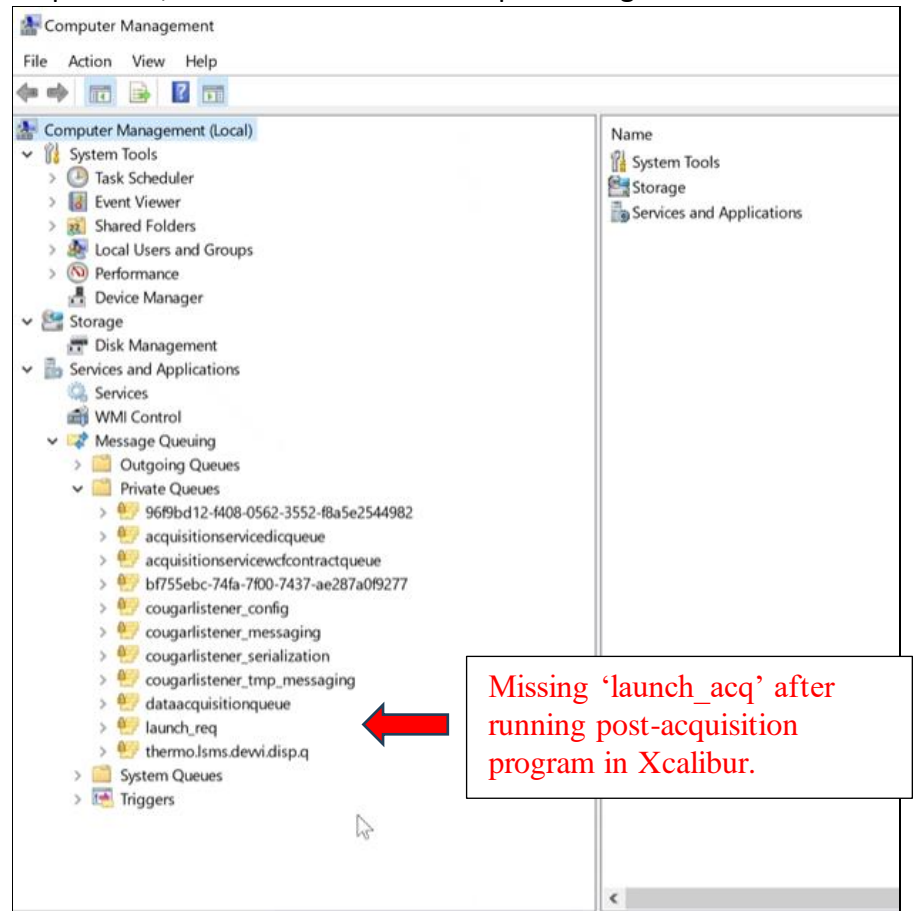 Computer Management
File Action View Help
Computer Management (Local)
System Tools
Task Scheduler
Event Viewer
Shared Folders
Local Users and Groups
Performance
Device Manager
Storage
Disk Management
Services and Applications
Services
WMI Control
Message Queuing
Outgoing Queues
Private Queues
96f9bd12-f408-0562-3552-f8a5e2544982
acquisitionservicedicqueue
acquisitionservicewcfcontractqueue
bf755ebc-74fa-7f00-7437-ae287a0f9277
cougarlistener_config
cougarlistener_messaging
cougarlistener_serialization
cougarlistener_tmp_messaging
dataacquisitionqueue
launch_req
thermo.lsms.devvi.disp.q
System Queues
Triggers
Name
System Tools
Storage
Services and Applications
Missing ‘launch_acq’ after
running post-acquisition
program in Xcalibur.